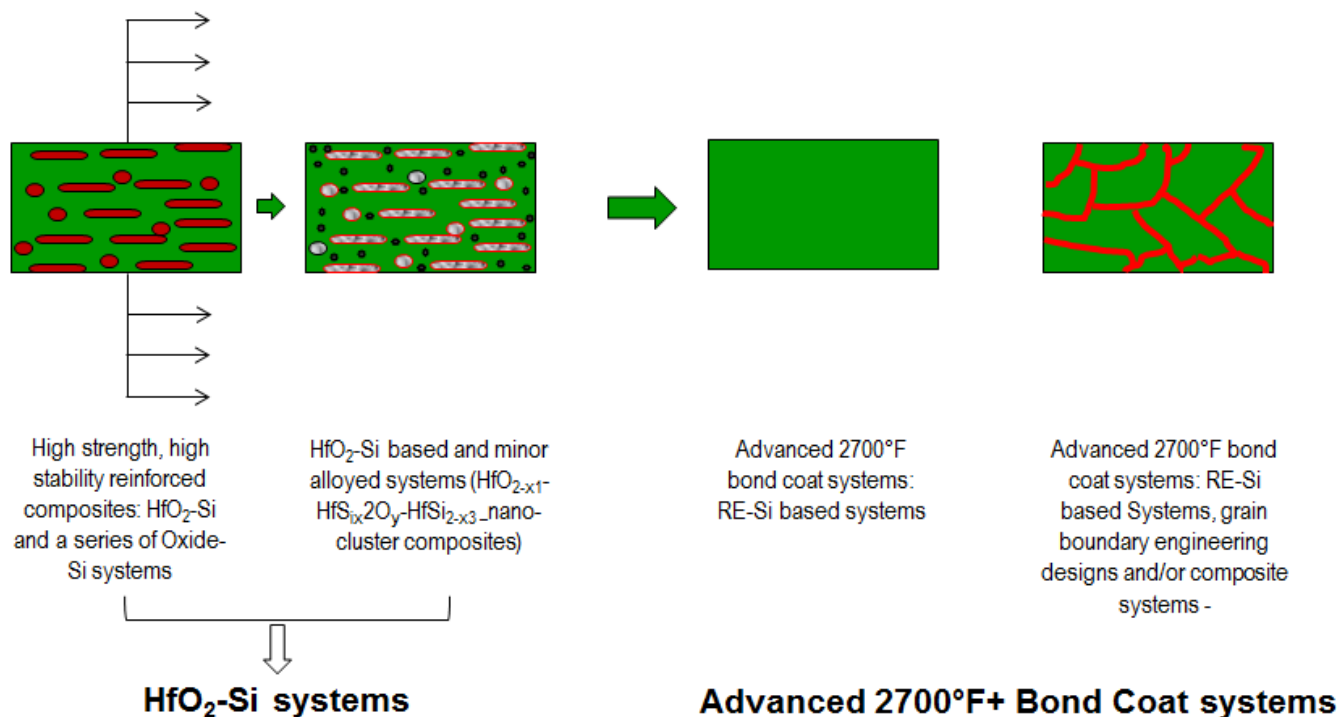 High strength, high
stability reinforced
composites: HfO₂-Si
and a series of Oxide-
Si systems
HfO₂-Si based and minor
alloyed systems (HfO₂₋ₓ₁-
HfSᵢₓ2Oᵧ-HfSi₂₋ₓ₃_nano-
cluster composites)
Advanced 2700°F
bond coat systems:
RE-Si based systems
Advanced 2700°F bond
coat systems: RE-Si
based Systems, grain
boundary engineering
designs and/or composite
systems -
HfO₂-Si systems
Advanced 2700°F+ Bond Coat systems